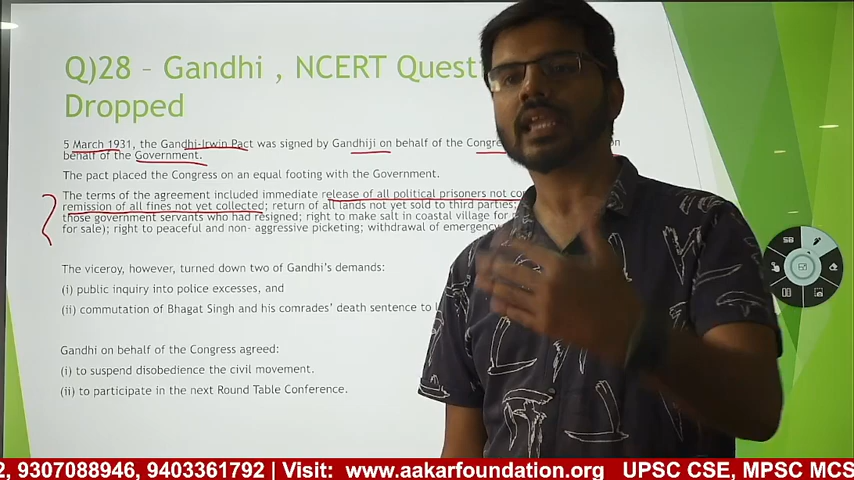 Q)28 – Gandhi , NCERT Questi
Dropped
5 March 1931, the Gandhi-Irwin Pact was signed by Gandhiji on behalf of the Congre
behalf of the Government.
The pact placed the Congress on an equal footing with the Government.
The terms of the agreement included immediate release of all political prisoners not co
remission of all fines not yet collected; return of all lands not yet sold to third parties;
those government servants who had resigned; right to make salt in coastal village for
for sale); right to peaceful and non- aggressive picketing; withdrawal of emergency
The viceroy, however, turned down two of Gandhi's demands:
(i) public inquiry into police excesses, and
(ii) commutation of Bhagat Singh and his comrades' death sentence to
Gandhi on behalf of the Congress agreed:
(i) to suspend disobedience the civil movement.
(ii) to participate in the next Round Table Conference.
SB
2, 9307088946, 9403361792 | Visit: www.aakarfoundation.org UPSC CSE, MPSC MCS